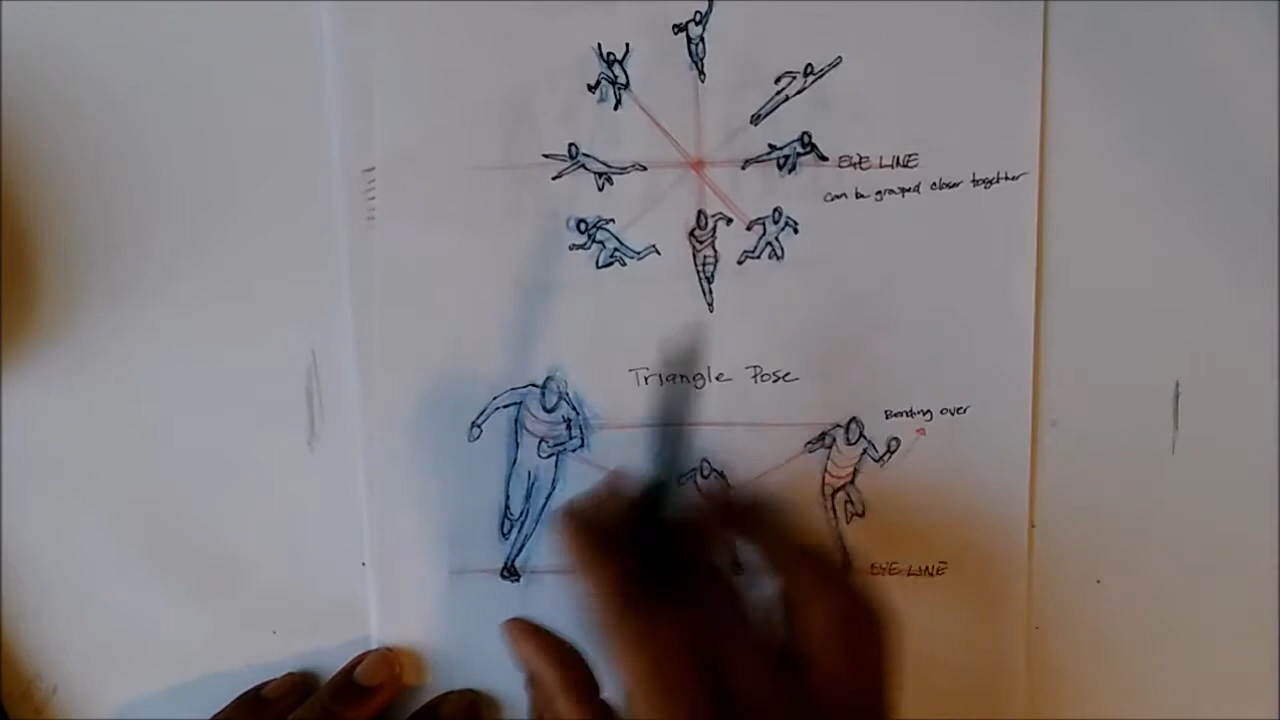 EYE LINE
can be grouped closer together
Triangle Pose
Bending over
EYE LINE